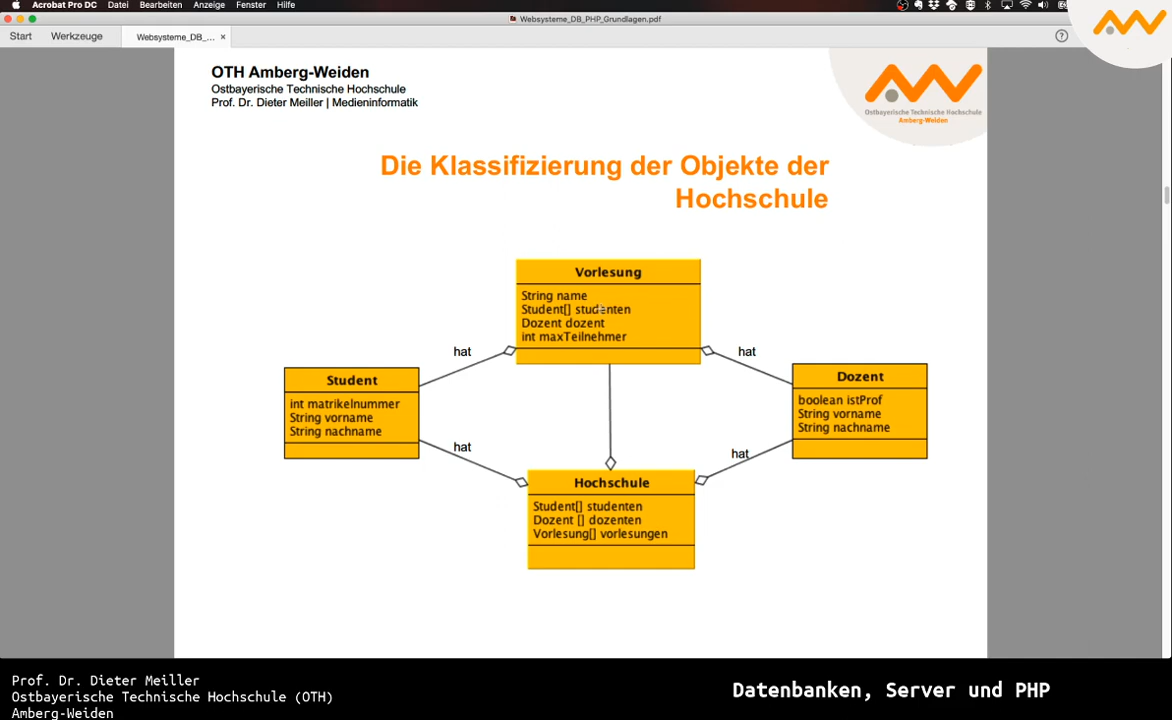 Acrobat Pro DC Datei Bearbeiten Anzeige Fenster Hilfe
Websysteme_DB_PHP_Grundlagen.pdf
Start Werkzeuge Websysteme_DB_... ×
OTH Amberg-Weiden
Ostbayerische Technische Hochschule
Prof. Dr. Dieter Meiller | Medieninformatik
Ostbayerische Technische Hochschule
Amberg-Weiden
Die Klassifizierung der Objekte der
Hochschule
Vorlesung
String name
Student[] studenten
Dozent dozent
int maxTeilnehmer
hat
hat
Student
int matrikelnummer
String vorname
String nachname
Dozent
boolean istProf
String vorname
String nachname
hat
hat
Hochschule
Student[] studenten
Dozent [] dozenten
Vorlesung[] vorlesungen
Prof. Dr. Dieter Meiller
Ostbayerische Technische Hochschule (OTH)
Amberg-Weiden
Datenbanken, Server und PHP